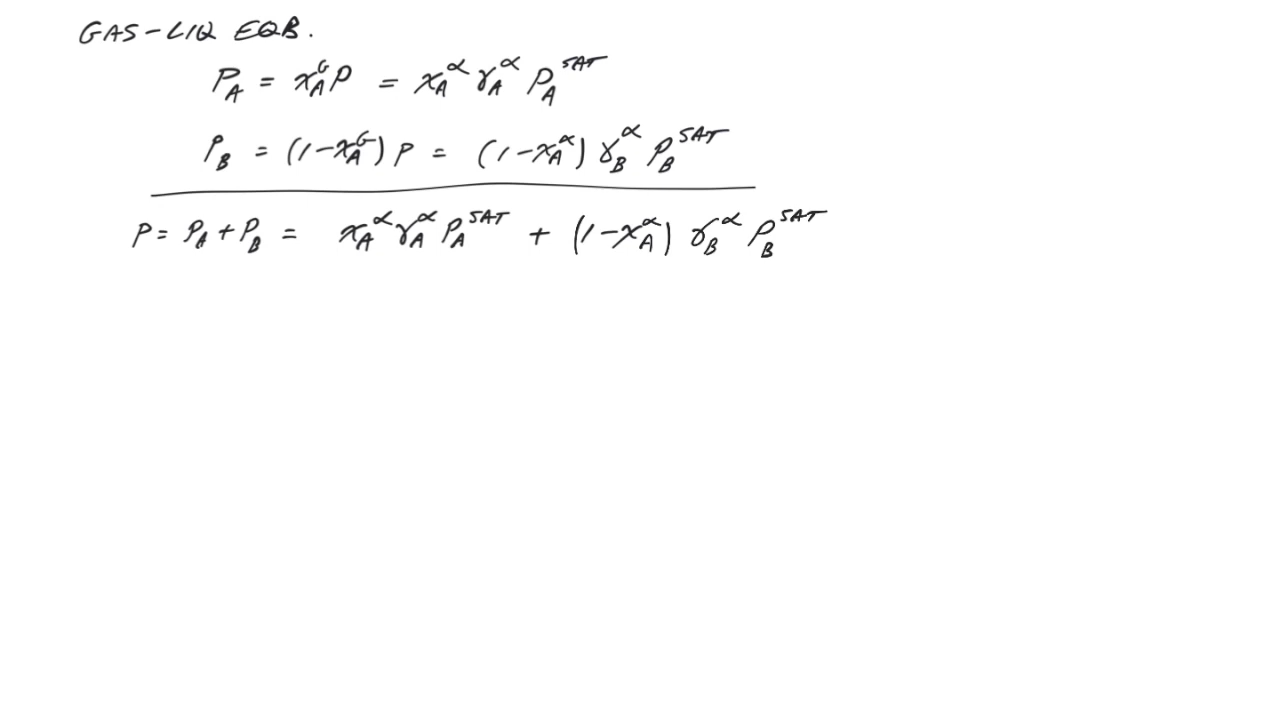 GAS-LIQ EQB.
P_A = x_A^G P = x_A^α γ_A^α P_A^SAT
P_B = (1-x_A^G) P = (1-x_A^α) γ_B^α P_B^SAT
P = P_A + P_B = x_A^α γ_A^α P_A^SAT + (1-x_A^α) γ_B^α P_B^SAT